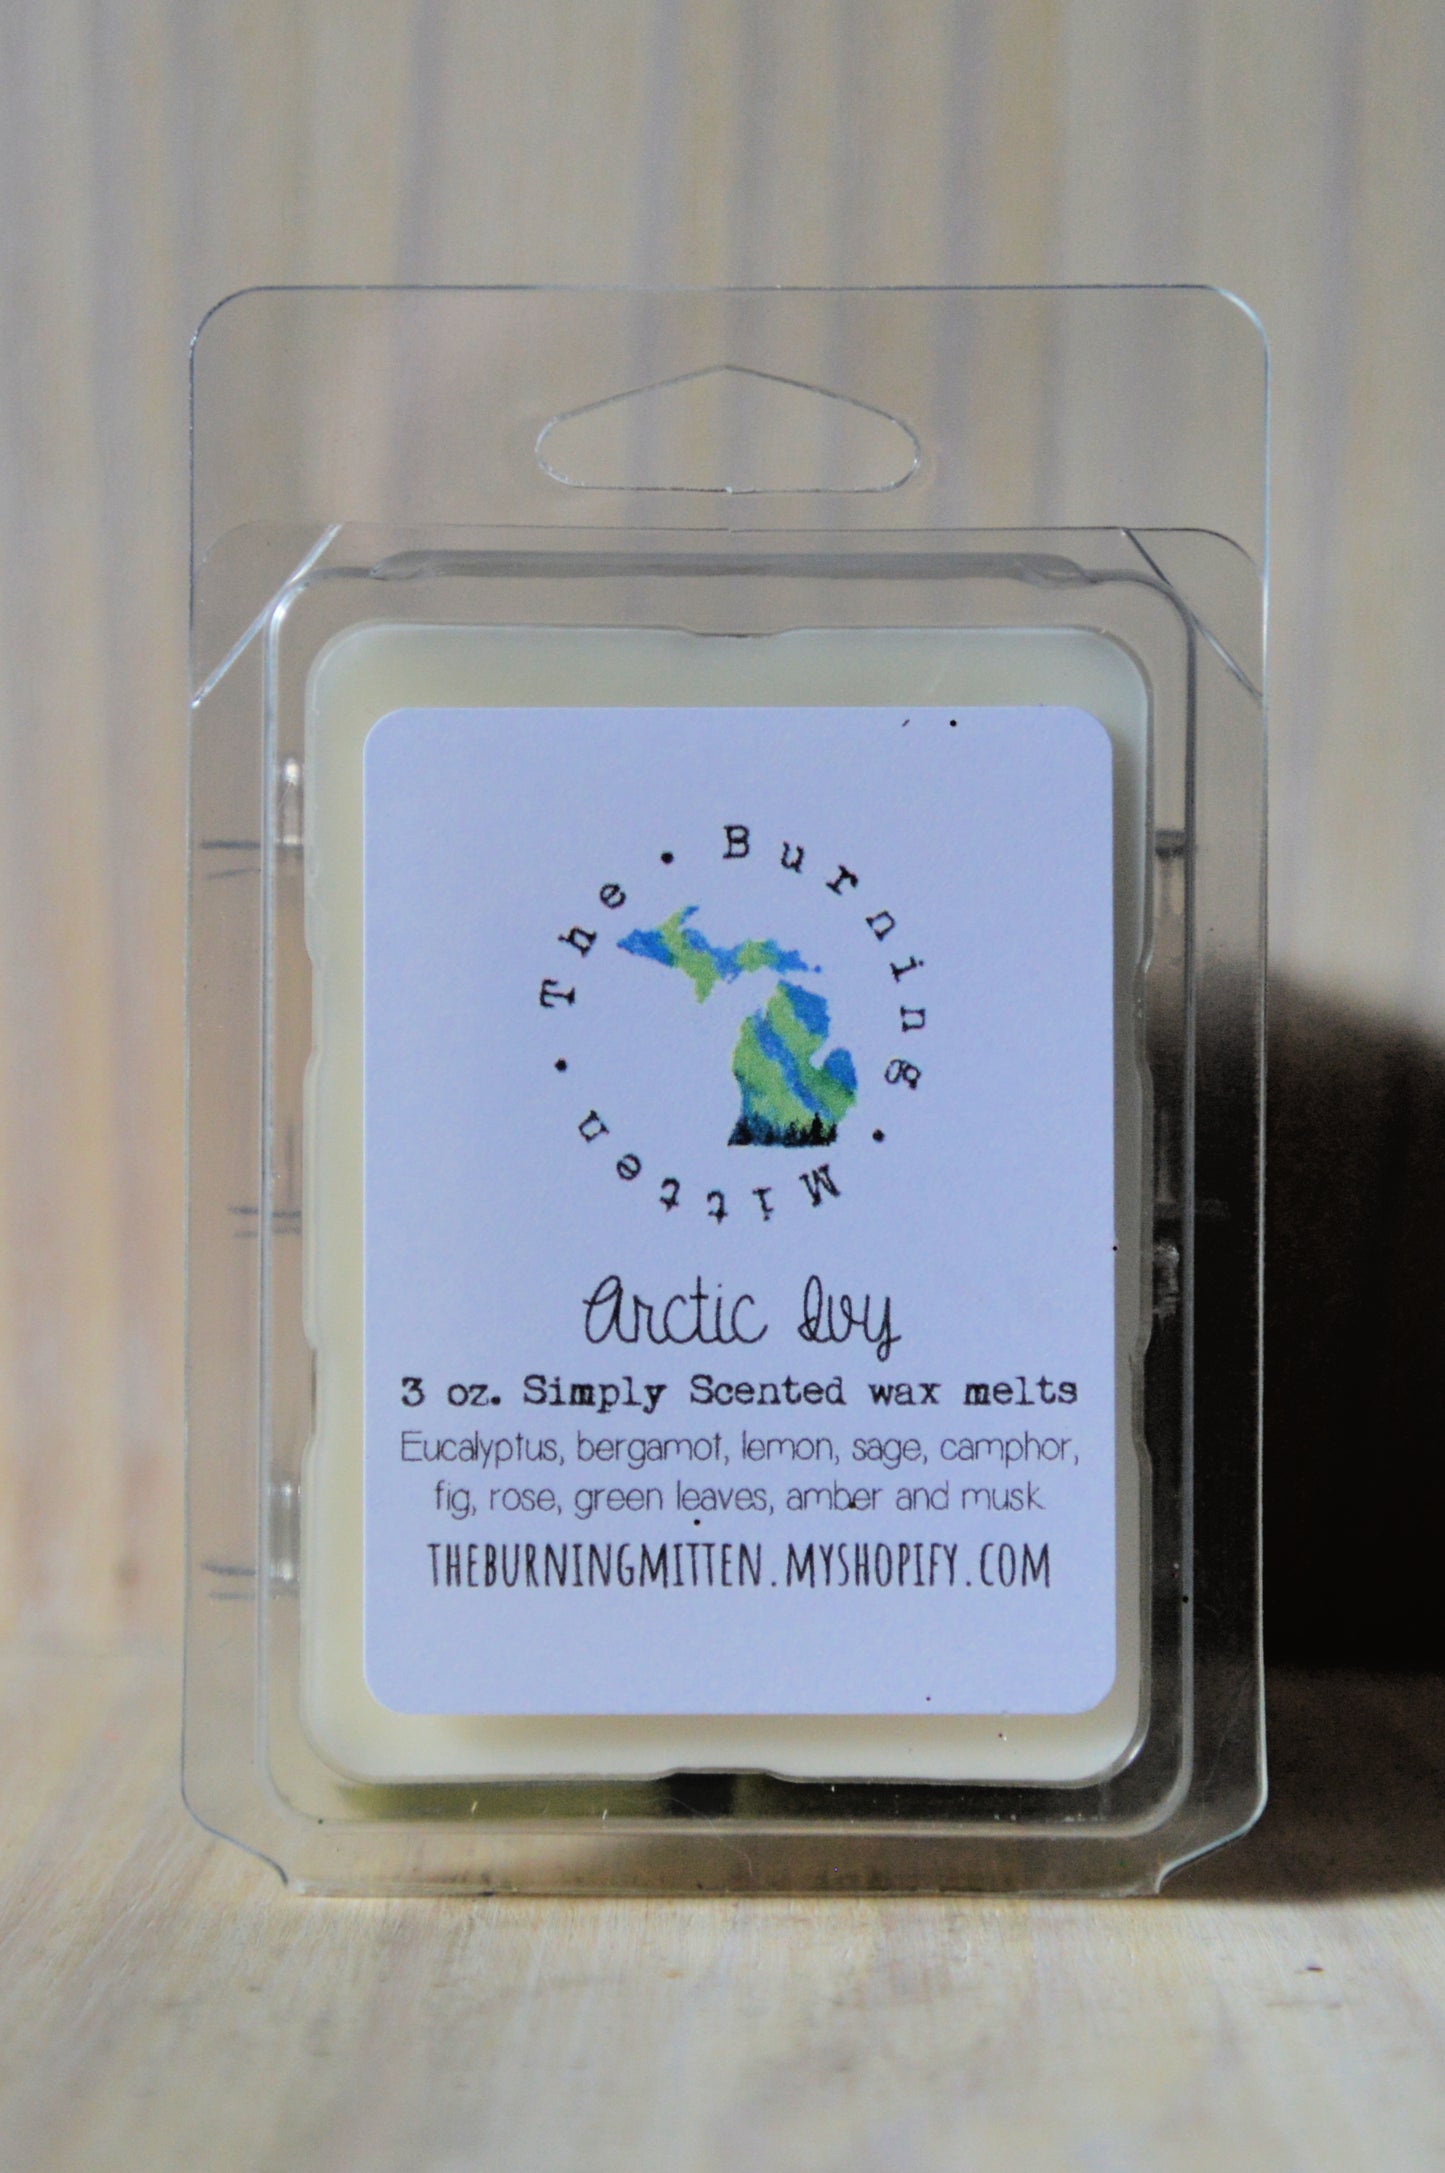 The • Burning • Mitten •
Arctic Ivy
3 oz. Simply Scented wax melts
Eucalyptus, bergamot, lemon, sage, camphor,
fig, rose, green leaves, amber and musk.
THEBURNINGMITTEN.MYSHOPIFY.COM